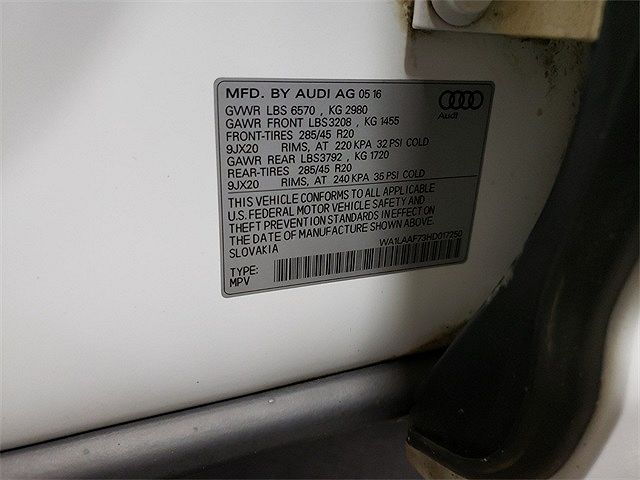 MFD. BY AUDI AG 05 16
GVWR LBS 6570 , KG 2980
GAWR FRONT LBS3208 , KG 1455
FRONT-TIRES 285/45 R20
9JX20 RIMS, AT 220 KPA 32 PSI COLD
GAWR REAR LBS3792 , KG 1720
REAR-TIRES 285/45 R20
9JX20 RIMS, AT 240 KPA 35 PSI COLD
Audi
THIS VEHICLE CONFORMS TO ALL APPLICABLE
U.S. FEDERAL MOTOR VEHICLE SAFETY AND
THEFT PREVENTION STANDARDS IN EFFECT ON
THE DATE OF MANUFACTURE SHOWN ABOVE.
SLOVAKIA
WA1LAAF73HD017250
TYPE:
MPV